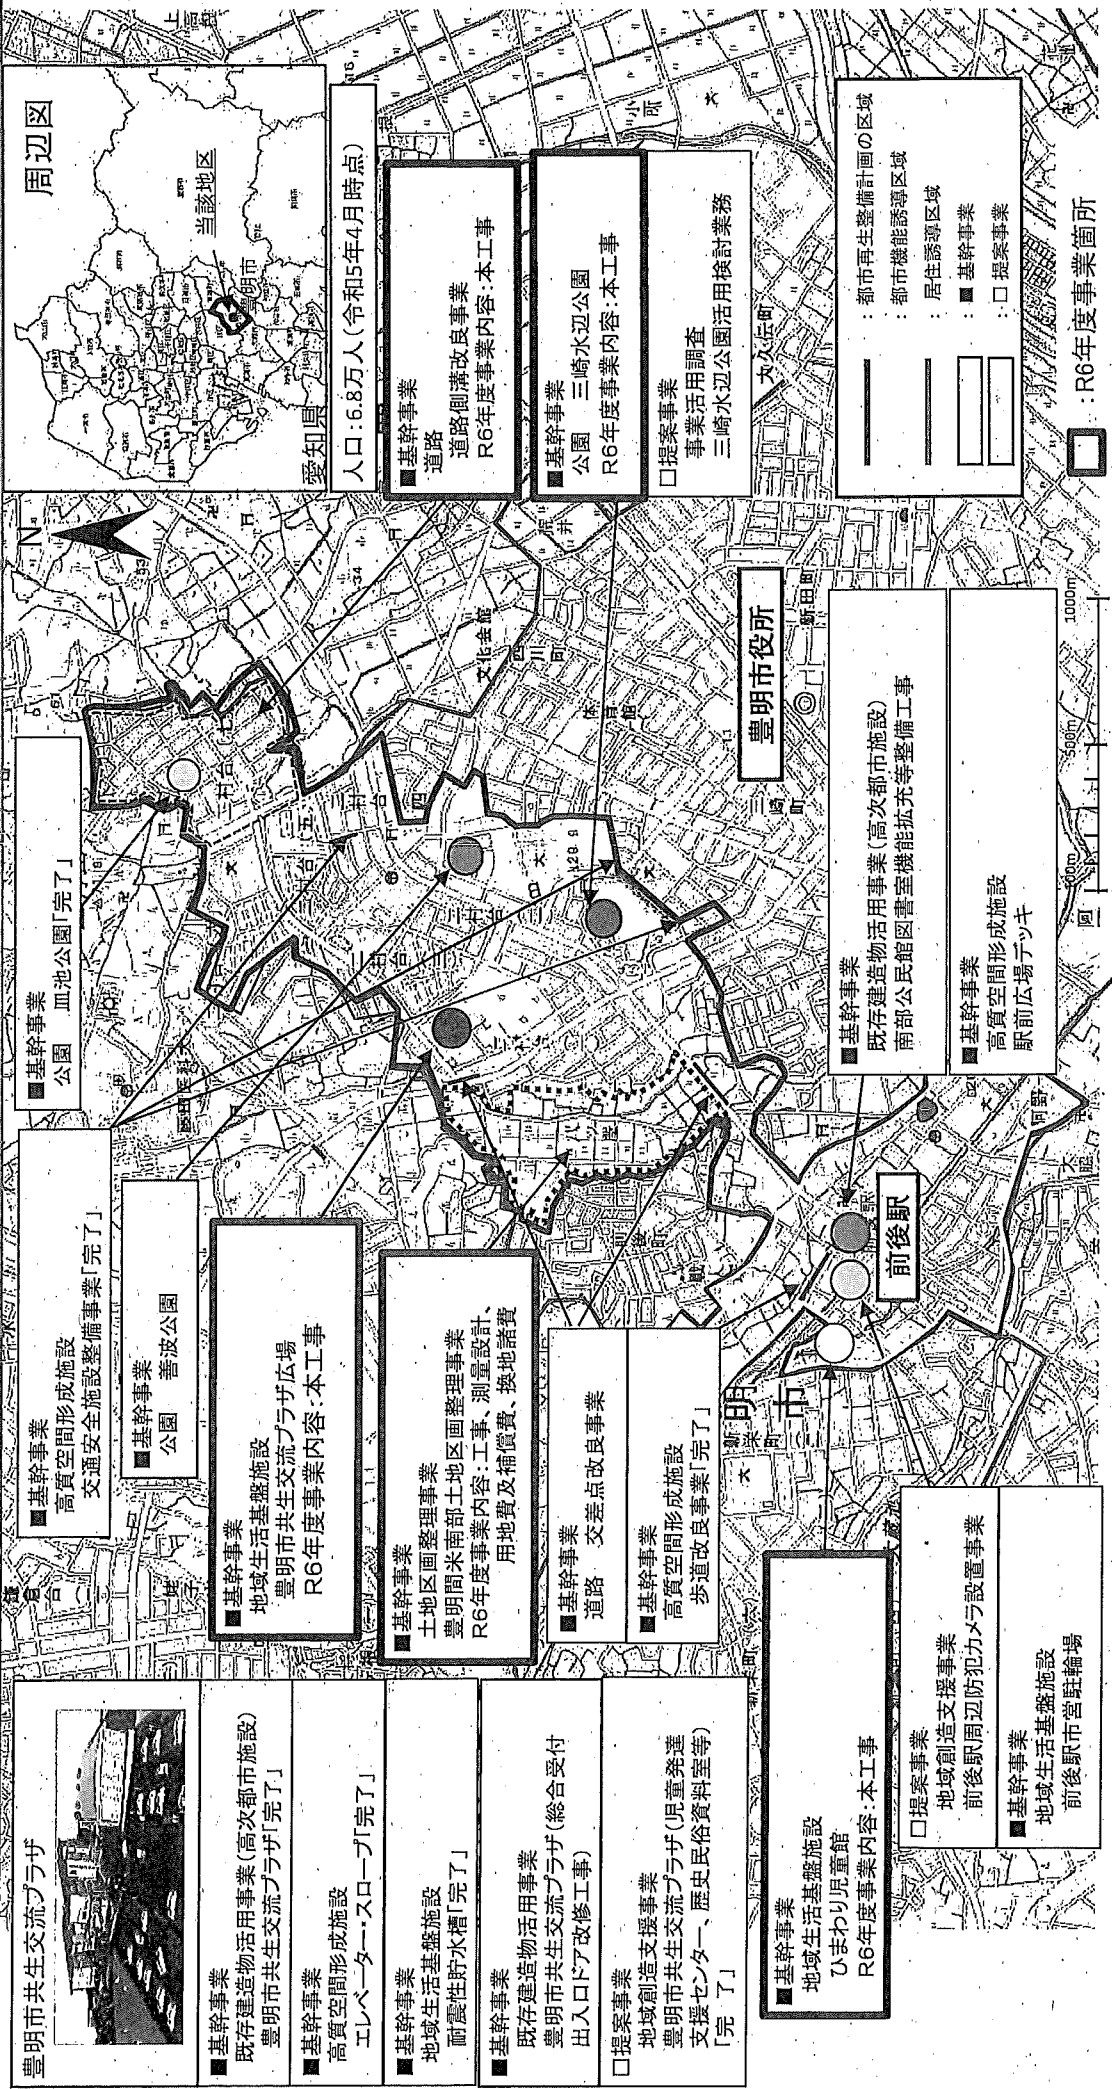 豊明市共生交流プラザ
■基幹事業
既存建造物活用事業(高次都市施設)
豊明市共生交流プラザ「完了」
■基幹事業
高質空間形成施設
エレベーター・スロープ「完了」
■基幹事業
地域生活基盤施設
耐震性貯水槽「完了」
■基幹事業
既存建造物活用事業
豊明市共生交流プラザ(総合受付
出入口ドア改修工事)
□提案事業
地域創造支援事業
豊明市共生交流プラザ(児童発達
支援センター、歴史民俗資料室等)
「完了」
■基幹事業
地域生活基盤施設
ひまわり児童館
R6年度事業内容:本工事
□提案事業
地域創造支援事業
前後駅周辺防犯カメラ設置事業
■基幹事業
地域生活基盤施設
前後駅市営駐輪場
■基幹事業
高質空間形成施設
交通安全施設整備事業「完了」
■基幹事業
公園 善波公園
■基幹事業
地域生活基盤施設
豊明市共生交流プラザ広場
R6年度事業内容:本工事
■基幹事業
土地区画整理事業
豊明間米南部土地区画整理事業
R6年度事業内容:工事、測量設計、
用地費及補償費、換地諸費
■基幹事業
道路 交差点改良事業
■基幹事業
高質空間形成施設
歩道改良事業「完了」
■基幹事業
公園 皿池公園「完了」
前後駅
豊明市役所
■基幹事業
既存建造物活用事業(高次都市施設)
南部公民館図書室機能拡充等整備工事
■基幹事業
高質空間形成施設
駅前広場デッキ
N
周辺図
当該地区
豊明市
愛知県
人口:6.8万人(令和5年4月時点)
■基幹事業
道路
道路側溝改良事業
R6年度事業内容:本工事
■基幹事業
公園 三崎水辺公園
R6年度事業内容:本工事
□提案事業
事業活用調査
三崎水辺公園活用検討業務
:都市再生整備計画の区域
:都市機能誘導区域
:居住誘導区域
:■基幹事業
:□提案事業
:R6年度事業箇所
文化会館
体育館
大久伝町
新田町
三崎町
新栄町
明
市
500m
1000m